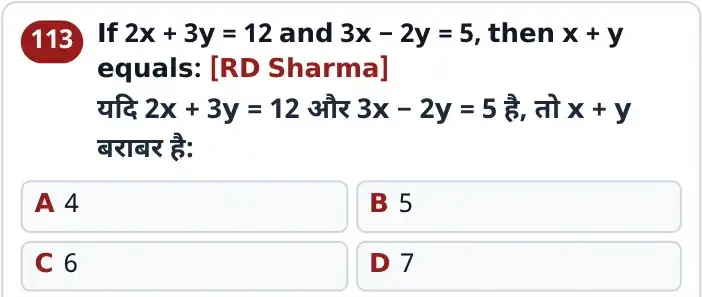 113 If 2x + 3y = 12 and 3x − 2y = 5, then x + y
equals: [RD Sharma]
यदि 2x + 3y = 12 और 3x − 2y = 5 है, तो x + y
बराबर है:
A 4
B 5
C 6
D 7